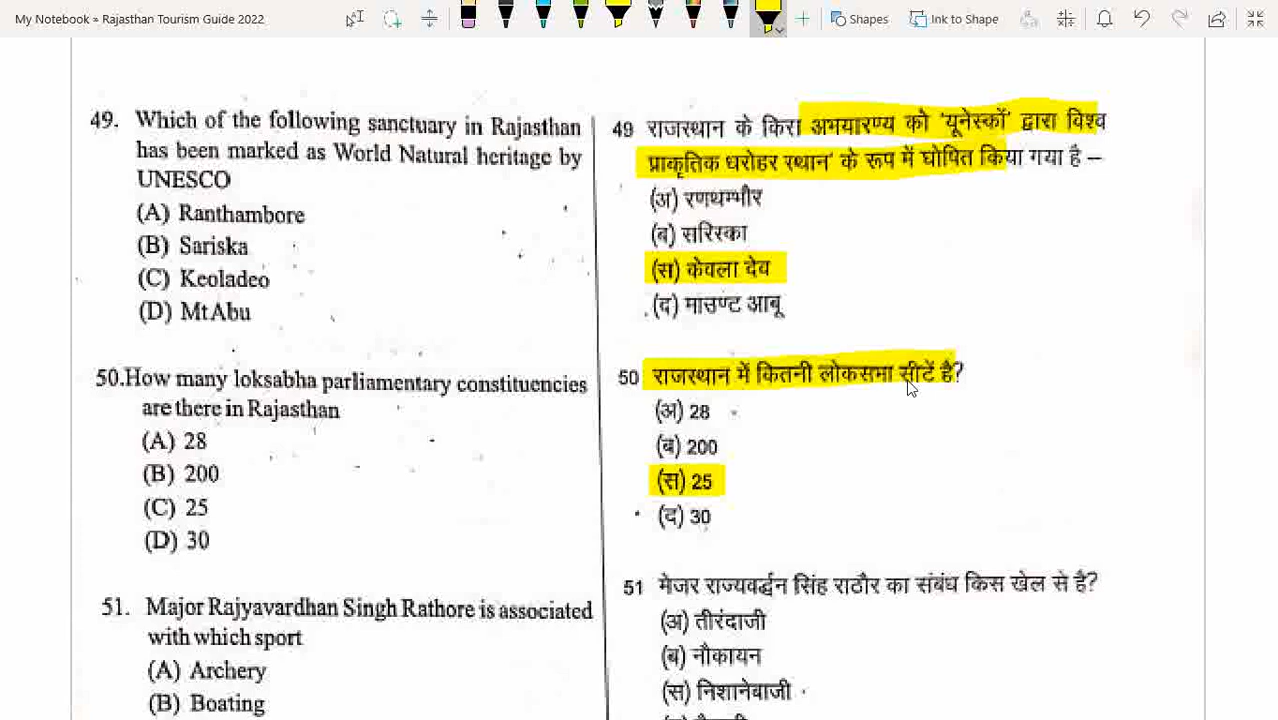 My Notebook » Rajasthan Tourism Guide 2022
Shapes
Ink to Shape
49. Which of the following sanctuary in Rajasthan
has been marked as World Natural heritage by
UNESCO
(A) Ranthambore
(B) Sariska
(C) Keoladeo
(D) Mt Abu
50.How many loksabha parliamentary constituencies
are there in Rajasthan
(A) 28
(B) 200
(C) 25
(D) 30
51. Major Rajyavardhan Singh Rathore is associated
with which sport
(A) Archery
(B) Boating
49 राजस्थान के किस अभयारण्य को 'यूनेस्कों' द्वारा विश्व
प्राकृतिक धरोहर स्थान' के रूप में घोषित किया गया है –
(अ) रणथम्भौर
(ब) सरिस्का
(स) केवला देव
(द) माउण्ट आबू
50 राजस्थान में कितनी लोकसभा सीटें है?
(अ) 28
(ब) 200
(स) 25
(द) 30
51 मेजर राज्यवर्द्धन सिंह राठौर का संबंध किस खेल से है?
(अ) तीरंदाजी
(ब) नौकायन
(स) निशानेबाजी